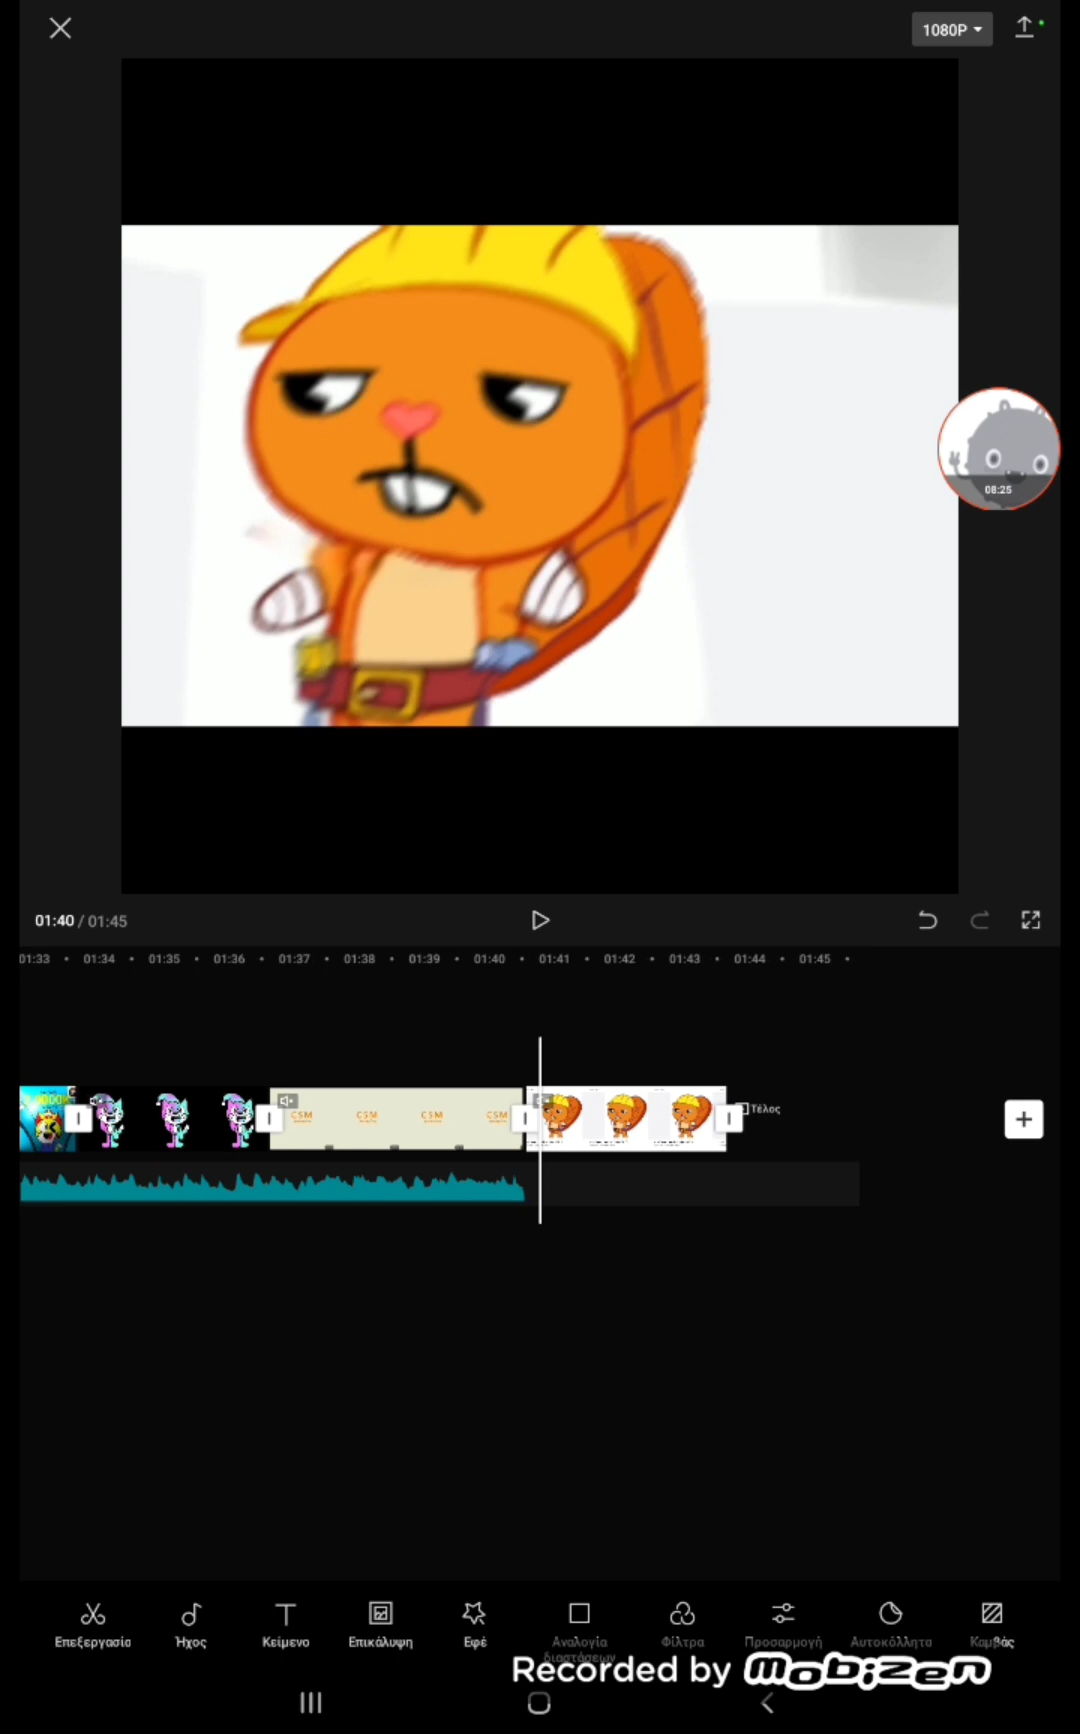 1080P
08:25
01:40 / 01:45
01:33 01:34 01:35 01:36 01:37 01:38 01:39 01:40 01:41 01:42 01:43 01:44 01:45
CSM CSM CSM CSM
Τέλος
Επεξεργασία Ήχος Κείμενο Επικάλυψη Εφέ Αναλογία διαστάσεων Φίλτρα Προσαρμογή Αυτοκόλλητα Καμβάς
Recorded by mobizen